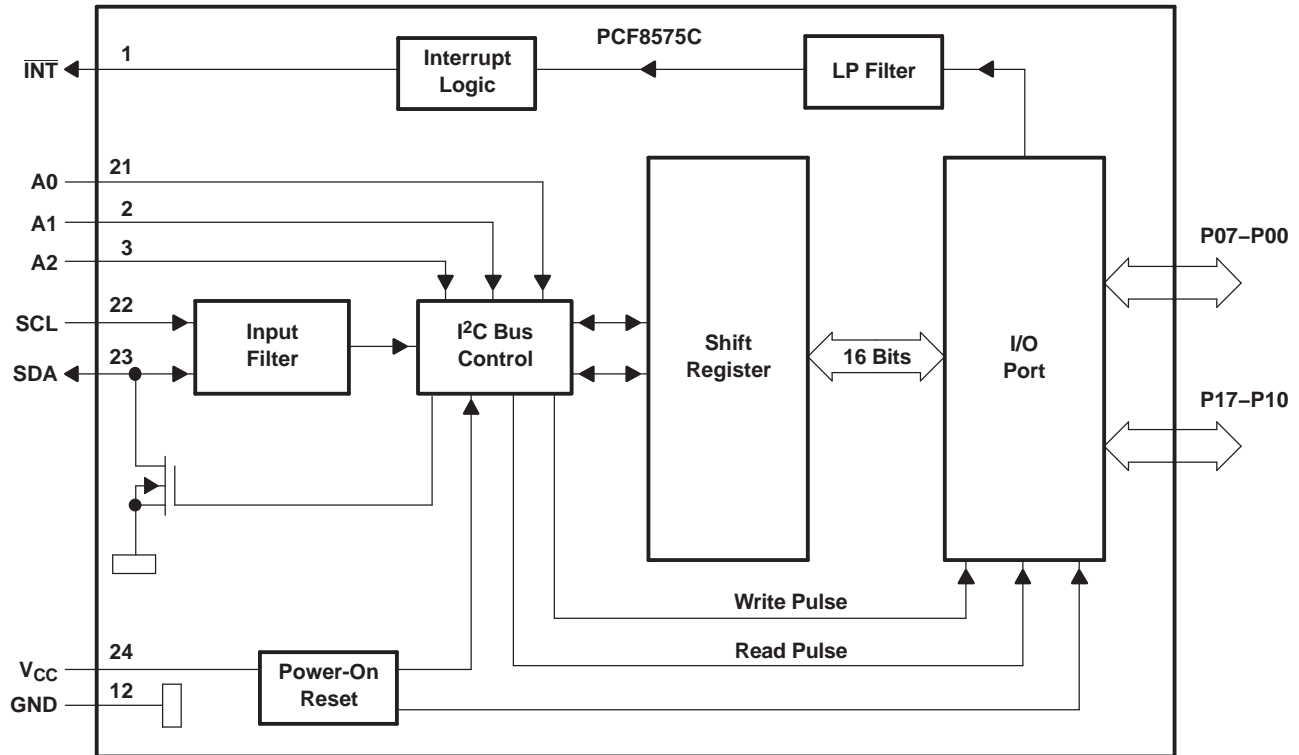 PCF8575C
INT
1
Interrupt
Logic
LP Filter
A0
21
A1
2
A2
3
SCL
22
SDA
23
Input
Filter
I²C Bus
Control
Shift
Register
16 Bits
I/O
Port
P07–P00
P17–P10
Write Pulse
Read Pulse
VCC
24
GND
12
Power-On
Reset